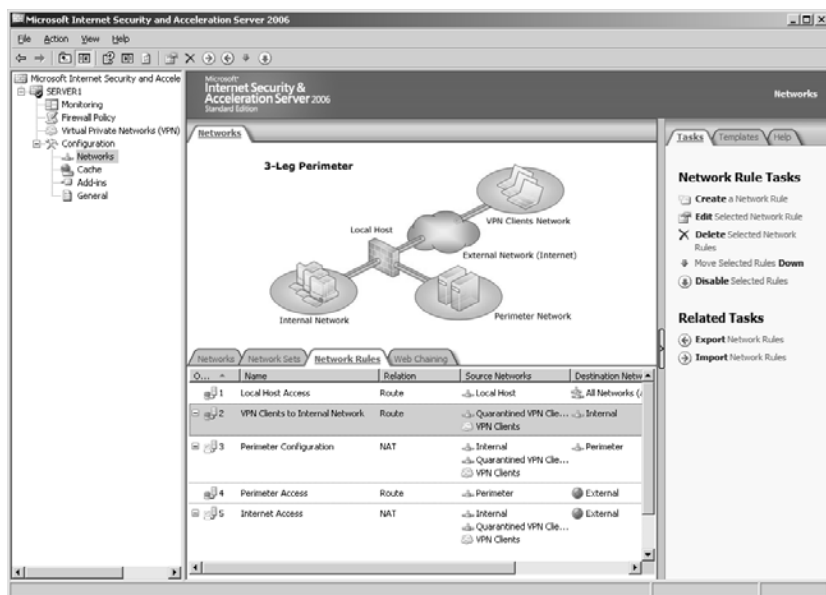 Microsoft Internet Security and Acceleration Server 2006
File Action View Help
Microsoft Internet Security and Accele
SERVER1
Monitoring
Firewall Policy
Virtual Private Networks (VPN)
Configuration
Networks
Cache
Add-ins
General
Microsoft
Internet Security &
Acceleration Server 2006
Standard Edition
Networks
Networks
3-Leg Perimeter
VPN Clients Network
Local Host
External Network (Internet)
Internal Network
Perimeter Network
Networks Network Sets Network Rules Web Chaining
O... Name Relation Source Networks Destination Netw
1 Local Host Access Route Local Host All Networks (
2 VPN Clients to Internal Network Route Quarantined VPN Clie... Internal
VPN Clients
3 Perimeter Configuration NAT Internal Perimeter
Quarantined VPN Clie...
VPN Clients
4 Perimeter Access Route Perimeter External
5 Internet Access NAT Internal External
Quarantined VPN Clie...
VPN Clients
Tasks Templates Help
Network Rule Tasks
Create a Network Rule
Edit Selected Network Rule
Delete Selected Network
Rules
Move Selected Rules Down
Disable Selected Rules
Related Tasks
Export Network Rules
Import Network Rules